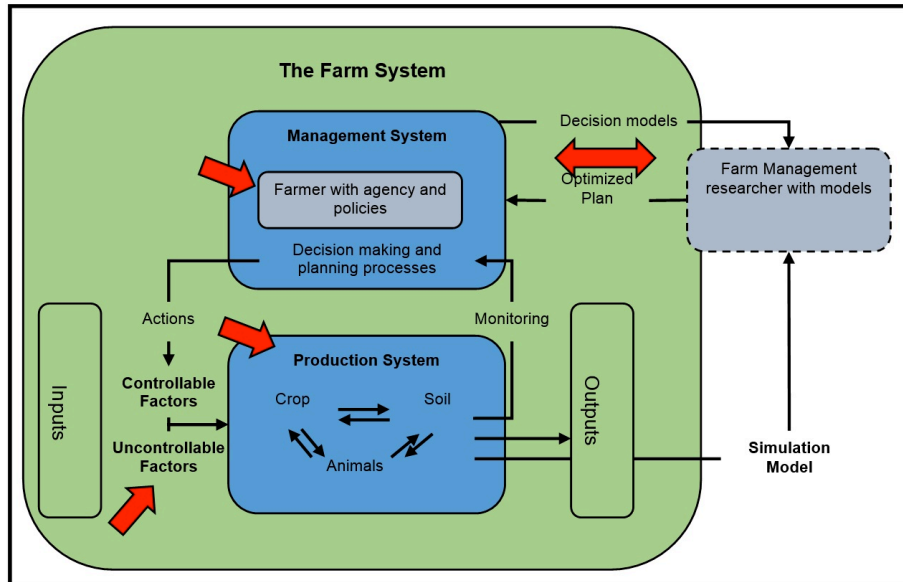 The Farm System
Management System
Farmer with agency and
policies
Decision making and
planning processes
Decision models
Optimized
Plan
Farm Management
researcher with models
Actions
Monitoring
Inputs
Controllable
Factors
Uncontrollable
Factors
Production System
Crop
Soil
Animals
Outputs
Simulation
Model